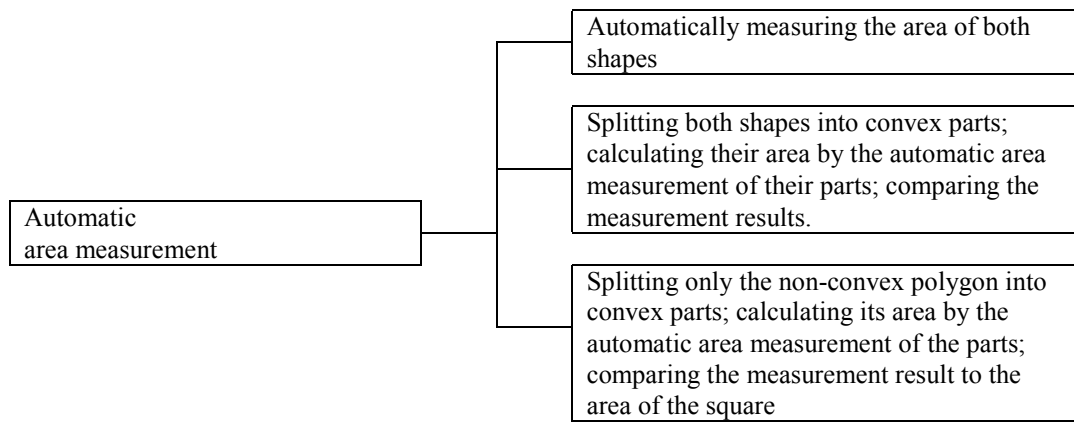 Automatic
area measurement
Automatically measuring the area of both
shapes
Splitting both shapes into convex parts;
calculating their area by the automatic area
measurement of their parts; comparing the
measurement results.
Splitting only the non-convex polygon into
convex parts; calculating its area by the
automatic area measurement of the parts;
comparing the measurement result to the
area of the square